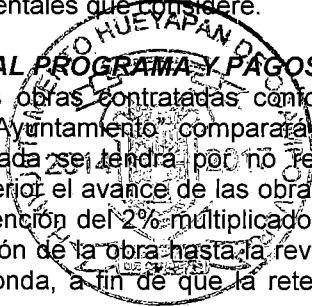 entales que considere.
AL PROGRAMA Y PAGOS
s obras contratadas confo
Ayuntamiento" comparará
ada se tendrá por no re
erior el avance de las obra
ención del 2% multiplicado
ón de la obra hasta la rev
onda, a fin de que la rete
HUEYAPAN DE